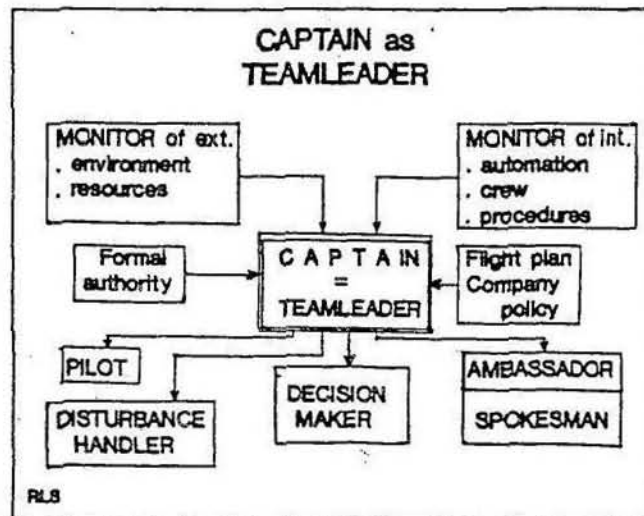 CAPTAIN as
TEAMLEADER
MONITOR of ext.
. environment
. resources
MONITOR of int.
. automation
. crew
. procedures
Formal
authority
CAPTAIN
=
TEAMLEADER
Flight plan
Company
policy
PILOT
DISTURBANCE
HANDLER
DECISION
MAKER
AMBASSADOR
SPOKESMAN
RLS